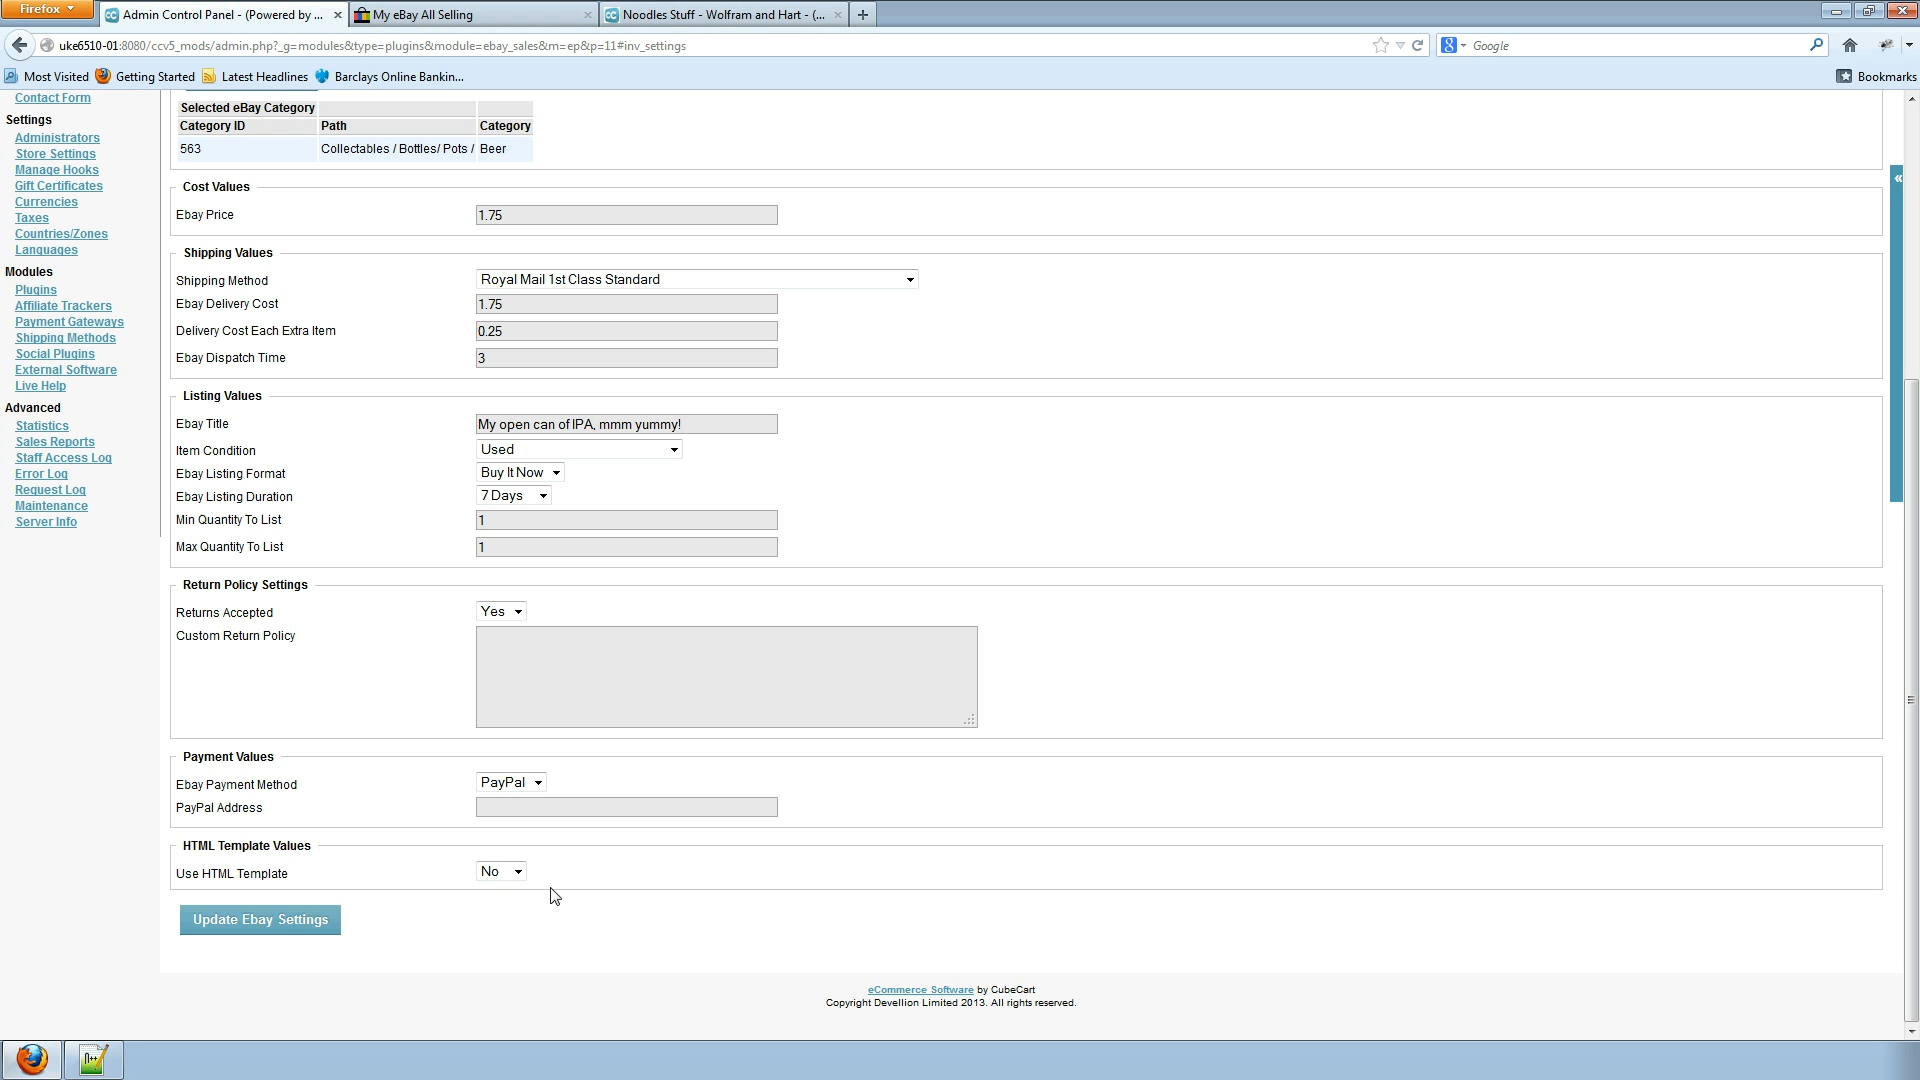 Firefox
Admin Control Panel - (Powered by ...
My eBay All Selling
Noodles Stuff - Wolfram and Hart - (...
uke6510-01:8080/ccv5_mods/admin.php?_g=modules&type=plugins&module=ebay_sales&m=ep&p=11#inv_settings
Google
Most Visited
Getting Started
Latest Headlines
Barclays Online Bankin...
Bookmarks
Contact Form
Settings
Administrators
Store Settings
Manage Hooks
Gift Certificates
Currencies
Taxes
Countries/Zones
Languages
Modules
Plugins
Affiliate Trackers
Payment Gateways
Shipping Methods
Social Plugins
External Software
Live Help
Advanced
Statistics
Sales Reports
Staff Access Log
Error Log
Request Log
Maintenance
Server Info
Selected eBay Category
Category ID Path Category
563 Collectables / Bottles/ Pots / Beer
Cost Values
Ebay Price 1.75
Shipping Values
Shipping Method Royal Mail 1st Class Standard
Ebay Delivery Cost 1.75
Delivery Cost Each Extra Item 0.25
Ebay Dispatch Time 3
Listing Values
Ebay Title My open can of IPA, mmm yummy!
Item Condition Used
Ebay Listing Format Buy It Now
Ebay Listing Duration 7 Days
Min Quantity To List 1
Max Quantity To List 1
Return Policy Settings
Returns Accepted Yes
Custom Return Policy
Payment Values
Ebay Payment Method PayPal
PayPal Address
HTML Template Values
Use HTML Template No
Update Ebay Settings
eCommerce Software by CubeCart
Copyright Devellion Limited 2013. All rights reserved.